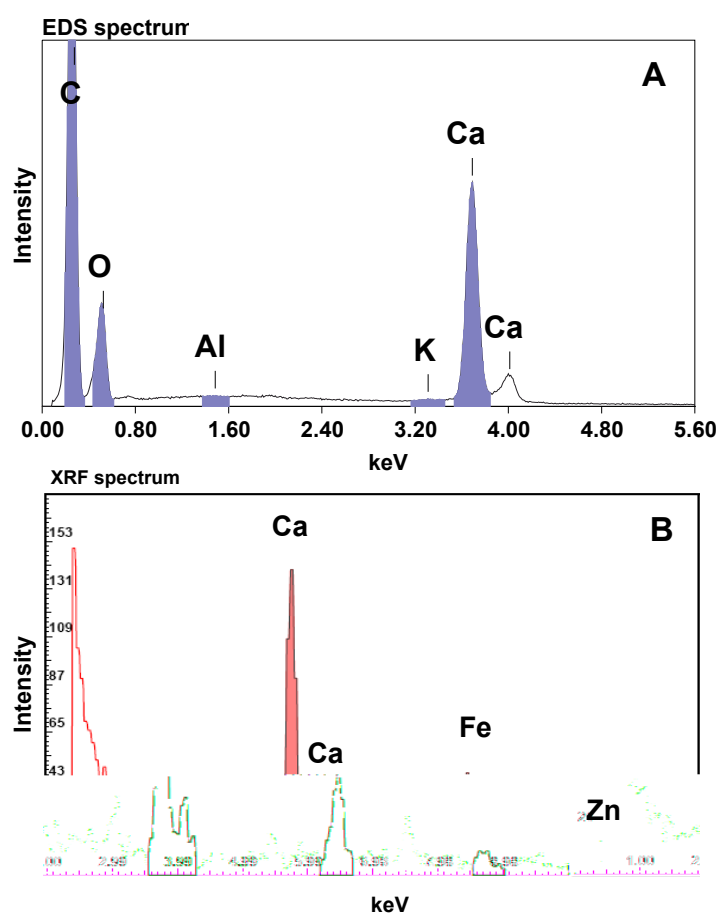 EDS spectrum
A
C
Ca
O
Ca
Al
K
Intensity
0.00 0.80 1.60 2.40 3.20 4.00 4.80 5.60
keV
XRF spectrum
Ca
B
153
131
109
87
65
43
Intensity
Fe
Ca
Zn
keV